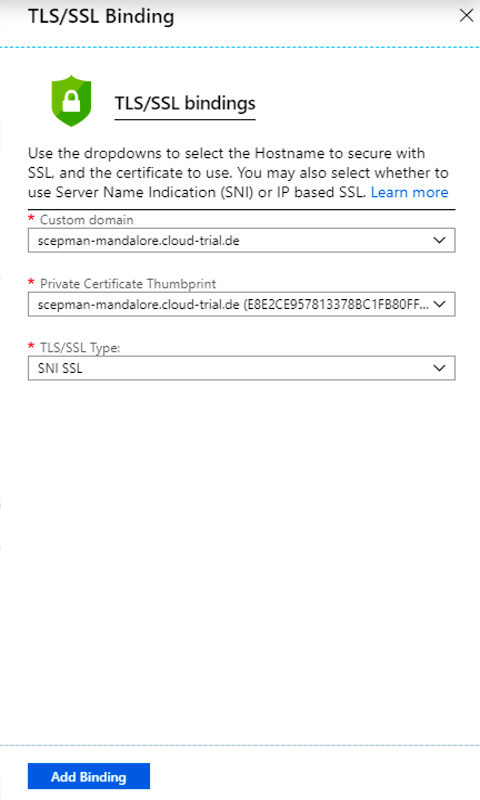 TLS/SSL Binding
TLS/SSL bindings
Use the dropdowns to select the Hostname to secure with
SSL, and the certificate to use. You may also select whether to
use Server Name Indication (SNI) or IP based SSL. Learn more
* Custom domain
scepman-mandalore.cloud-trial.de
* Private Certificate Thumbprint
scepman-mandalore.cloud-trial.de (E8E2CE957813378BC1FB80FF...
* TLS/SSL Type:
SNI SSL
Add Binding